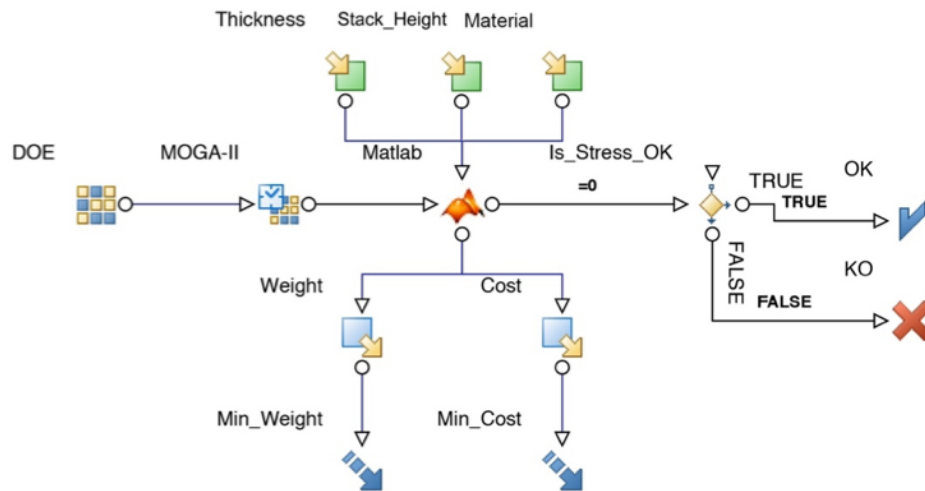 Thickness Stack_Height Material
DOE MOGA-II Matlab Is_Stress_OK
=0
TRUE
TRUE
OK
FALSE
FALSE
KO
Weight Cost
Min_Weight Min_Cost